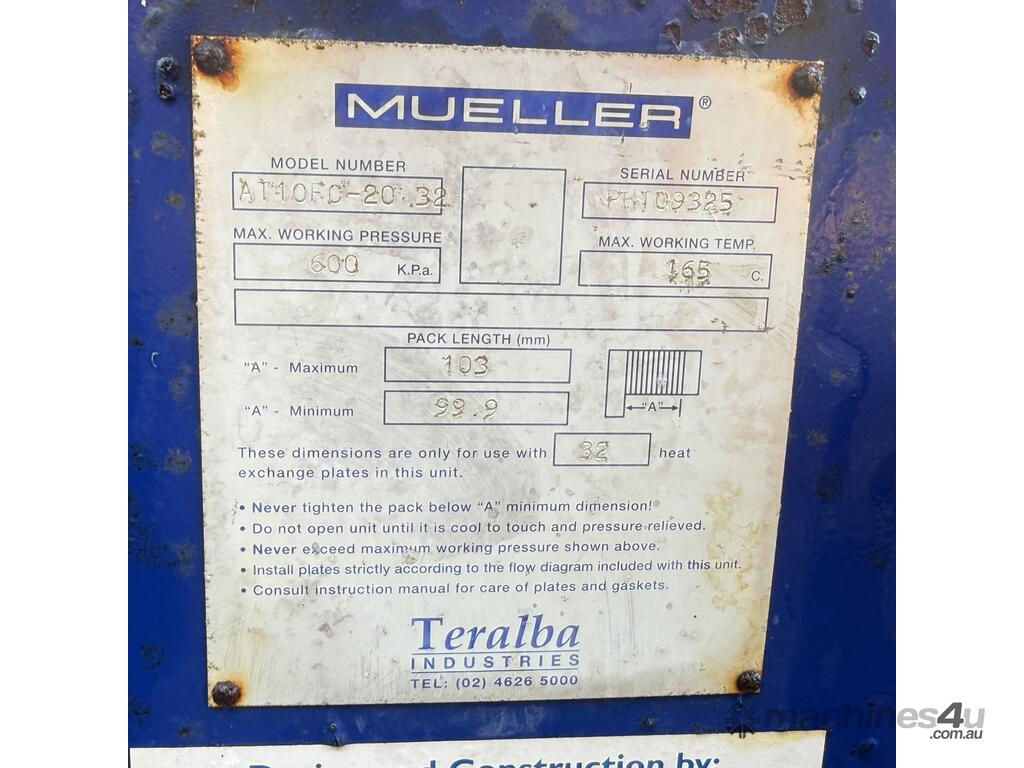 MUELLER®
MODEL NUMBER
AT10FC-20.32
SERIAL NUMBER
PHT09325
MAX. WORKING PRESSURE
600 K.P.a.
MAX. WORKING TEMP.
165 °C.
PACK LENGTH (mm)
"A" - Maximum 103
"A" - Minimum 99.9
"A"
These dimensions are only for use with 32 heat
exchange plates in this unit.
• Never tighten the pack below "A" minimum dimension!
• Do not open unit until it is cool to touch and pressure relieved.
• Never exceed maximum working pressure shown above.
• Install plates strictly according to the flow diagram included with this unit.
• Consult instruction manual for care of plates and gaskets.
Teralba
INDUSTRIES
TEL: (02) 4626 5000
machines4u
.com.au
Design and Construction by: